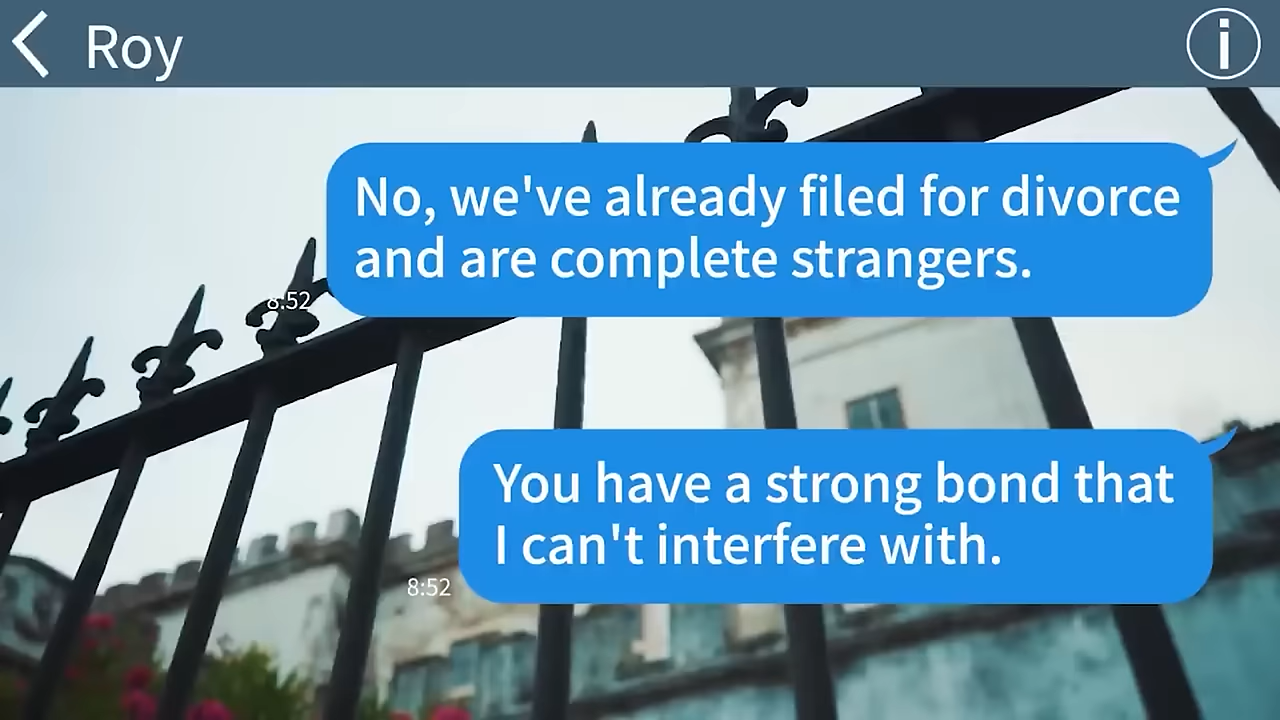 Roy
No, we've already filed for divorce
and are complete strangers.
8:52
You have a strong bond that
I can't interfere with.
8:52